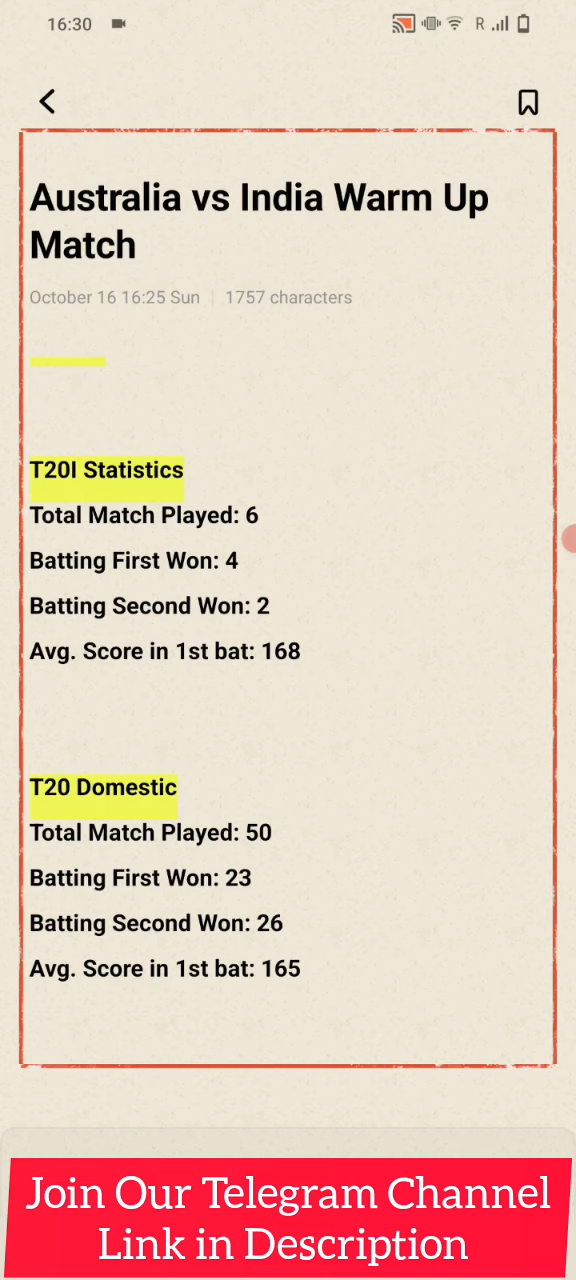 16:30
R
Australia vs India Warm Up
Match
October 16 16:25 Sun | 1757 characters
T20I Statistics
Total Match Played: 6
Batting First Won: 4
Batting Second Won: 2
Avg. Score in 1st bat: 168
T20 Domestic
Total Match Played: 50
Batting First Won: 23
Batting Second Won: 26
Avg. Score in 1st bat: 165
Join Our Telegram Channel
Link in Description